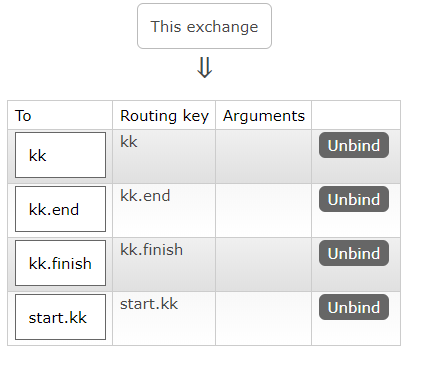 This exchange
⇓
To Routing key Arguments
kk kk Unbind
kk.end kk.end Unbind
kk.finish kk.finish Unbind
start.kk start.kk Unbind